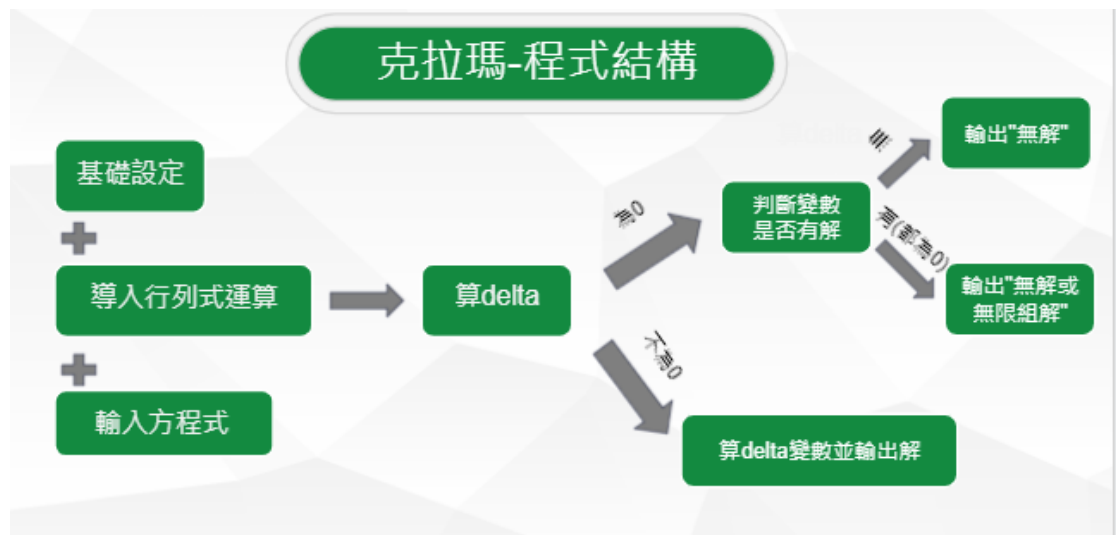 克拉瑪-程式結構
基礎設定
導入行列式運算
輸入方程式
算delta
為0
不為0
判斷變數
是否有解
無
有(都為0)
輸出"無解"
輸出"無解或
無限組解"
算delta變數並輸出解